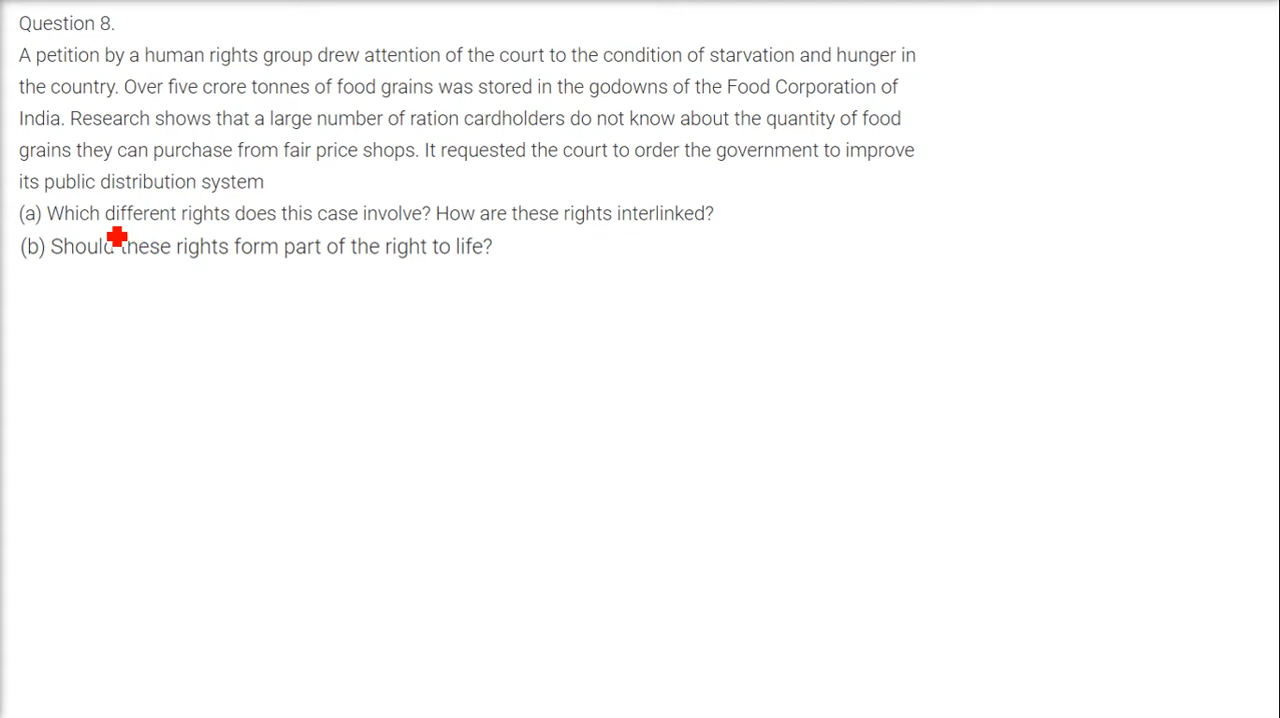 Question 8.
A petition by a human rights group drew attention of the court to the condition of starvation and hunger in
the country. Over five crore tonnes of food grains was stored in the godowns of the Food Corporation of
India. Research shows that a large number of ration cardholders do not know about the quantity of food
grains they can purchase from fair price shops. It requested the court to order the government to improve
its public distribution system
(a) Which different rights does this case involve? How are these rights interlinked?
(b) Should these rights form part of the right to life?